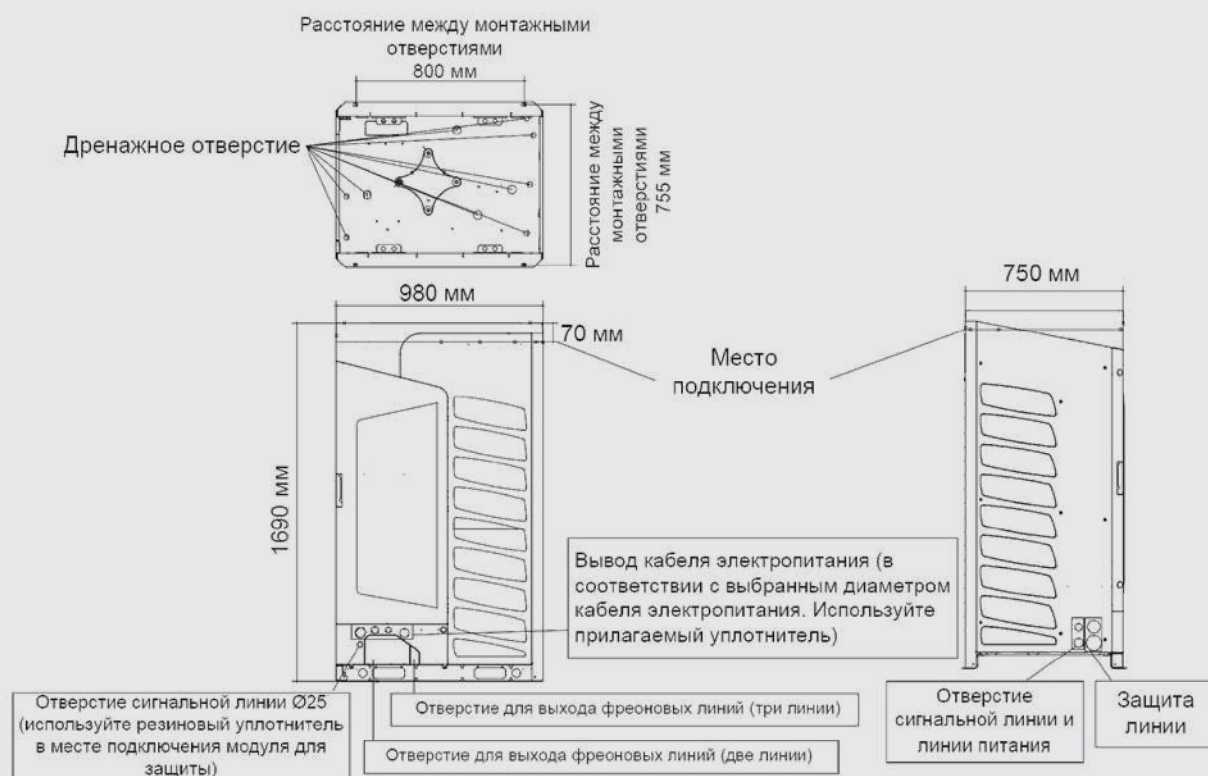 Расстояние между монтажными
отверстиями
800 мм
Дренажное отверстие
Расстояние между
монтажными
отверстиями
755 мм
980 мм
70 мм
750 мм
Место
подключения
1690 мм
Вывод кабеля электропитания (в
соответствии с выбранным диаметром
кабеля электропитания. Используйте
прилагаемый уплотнитель)
Отверстие сигнальной линии Ø25
(используйте резиновый уплотнитель
в месте подключения модуля для
защиты)
Отверстие для выхода фреоновых линий (три линии)
Отверстие для выхода фреоновых линий (две линии)
Отверстие
сигнальной линии и
линии питания
Защита
линии